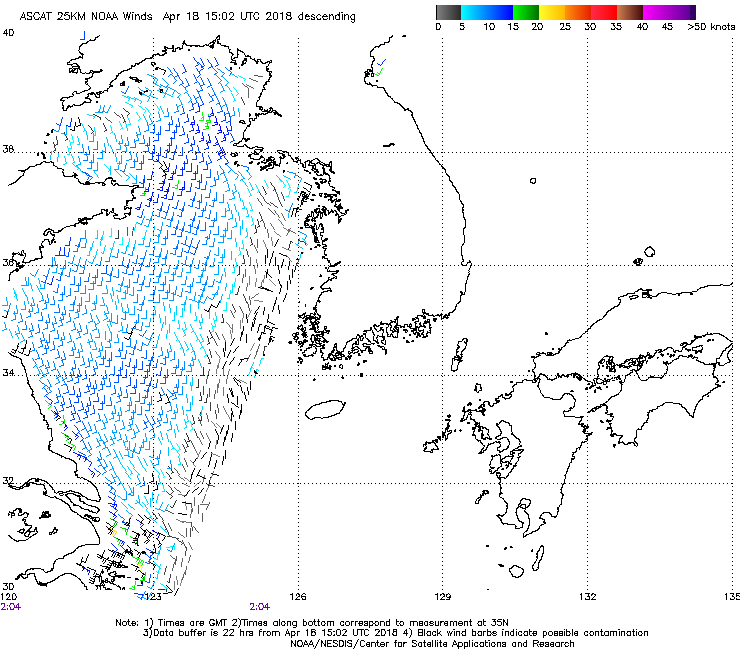 ASCAT 25KM NOAA Winds Apr 18 15:02 UTC 2018 descending
0 5 10 15 20 25 30 35 40 45 >50 knots
40
38
36
34
32
30
120 123 126 129 132 135
2:04 2:04
Note: 1) Times are GMT 2)Times along bottom correspond to measurement at 35N
3)Data buffer is 22 hrs from Apr 18 15:02 UTC 2018 4) Black wind barbs indicate possible contamination
NOAA/NESDIS/Center for Satellite Applications and Research